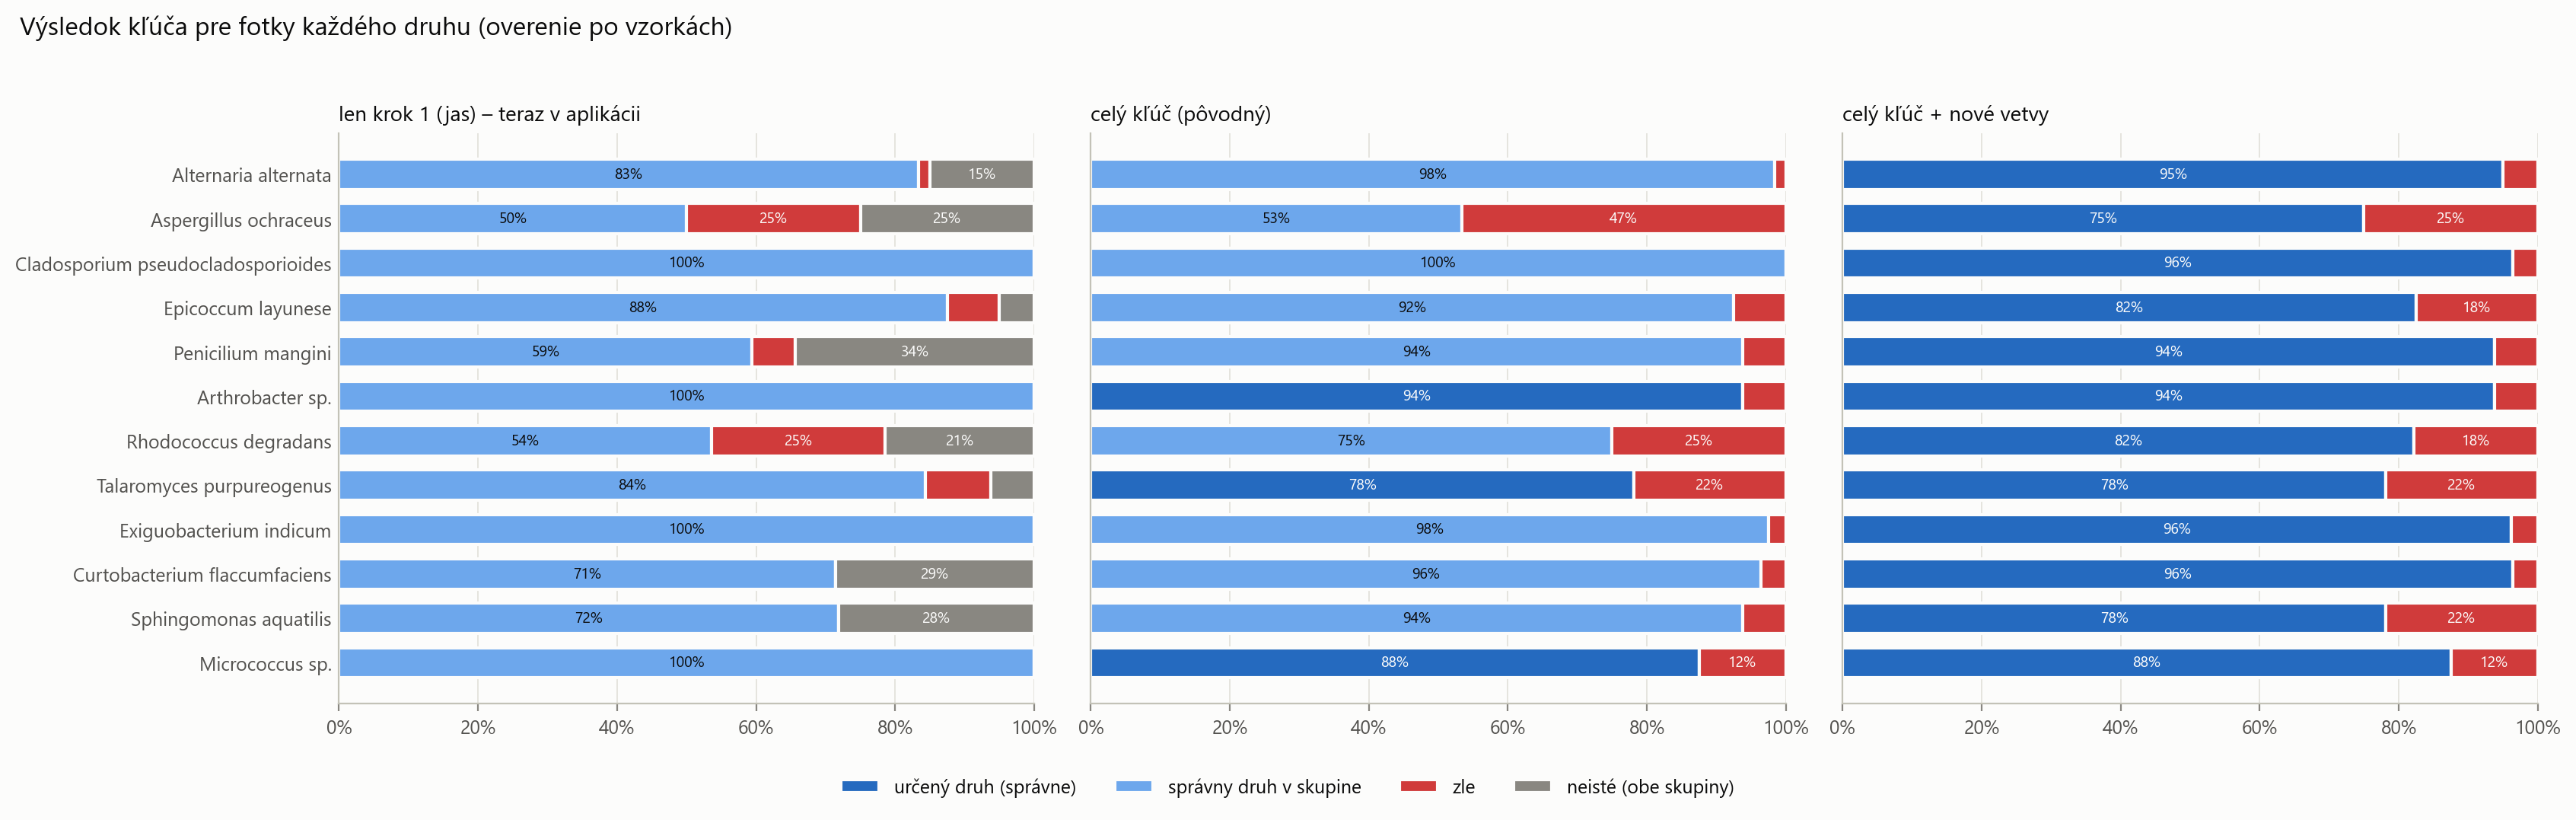 Výsledok kľúča pre fotky každého druhu (overenie po vzorkách)
len krok 1 (jas) – teraz v aplikácii
celý kľúč (pôvodný)
celý kľúč + nové vetvy
Alternaria alternata 83% 15% 98% 95%
Aspergillus ochraceus 50% 25% 25% 53% 47% 75% 25%
Cladosporium pseudocladosporioides 100% 100% 96%
Epicoccum layunese 88% 92% 82% 18%
Penicilium mangini 59% 34% 94% 94%
Arthrobacter sp. 100% 94% 94%
Rhodococcus degradans 54% 25% 21% 75% 25% 82% 18%
Talaromyces purpureogenus 84% 78% 22% 78% 22%
Exiguobacterium indicum 100% 98% 96%
Curtobacterium flaccumfaciens 71% 29% 96% 96%
Sphingomonas aquatilis 72% 28% 94% 78% 22%
Micrococcus sp. 100% 88% 12% 88% 12%
0% 20% 40% 60% 80% 100% 0% 20% 40% 60% 80% 100% 0% 20% 40% 60% 80% 100%
určený druh (správne) správny druh v skupine zle neisté (obe skupiny)